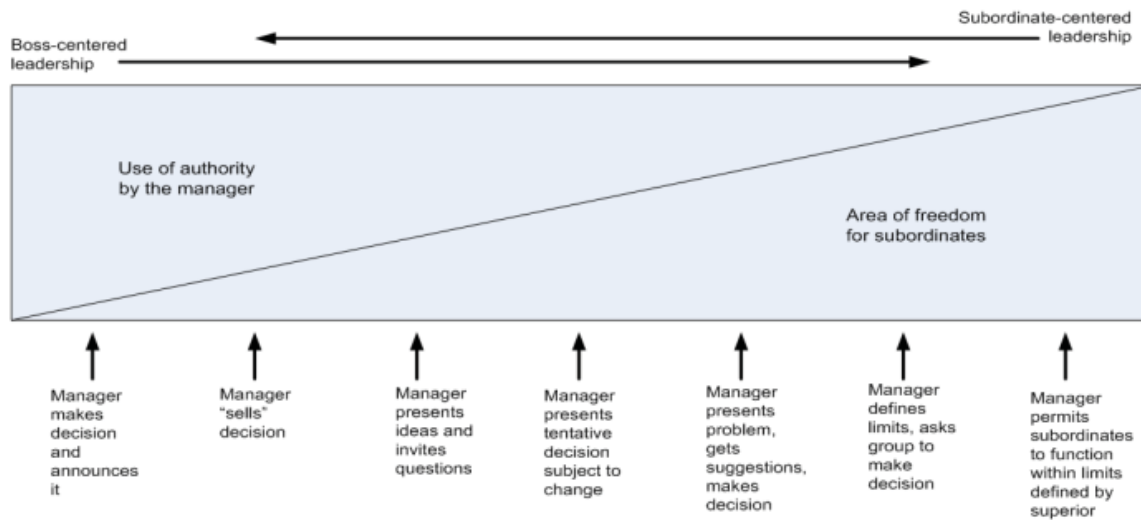 Subordinate-centered
leadership
Boss-centered
leadership
Use of authority
by the manager
Area of freedom
for subordinates
Manager
makes
decision
and
announces
it
Manager
“sells”
decision
Manager
presents
ideas and
invites
questions
Manager
presents
tentative
decision
subject to
change
Manager
presents
problem,
gets
suggestions,
makes
decision
Manager
defines
limits, asks
group to
make
decision
Manager
permits
subordinates
to function
within limits
defined by
superior